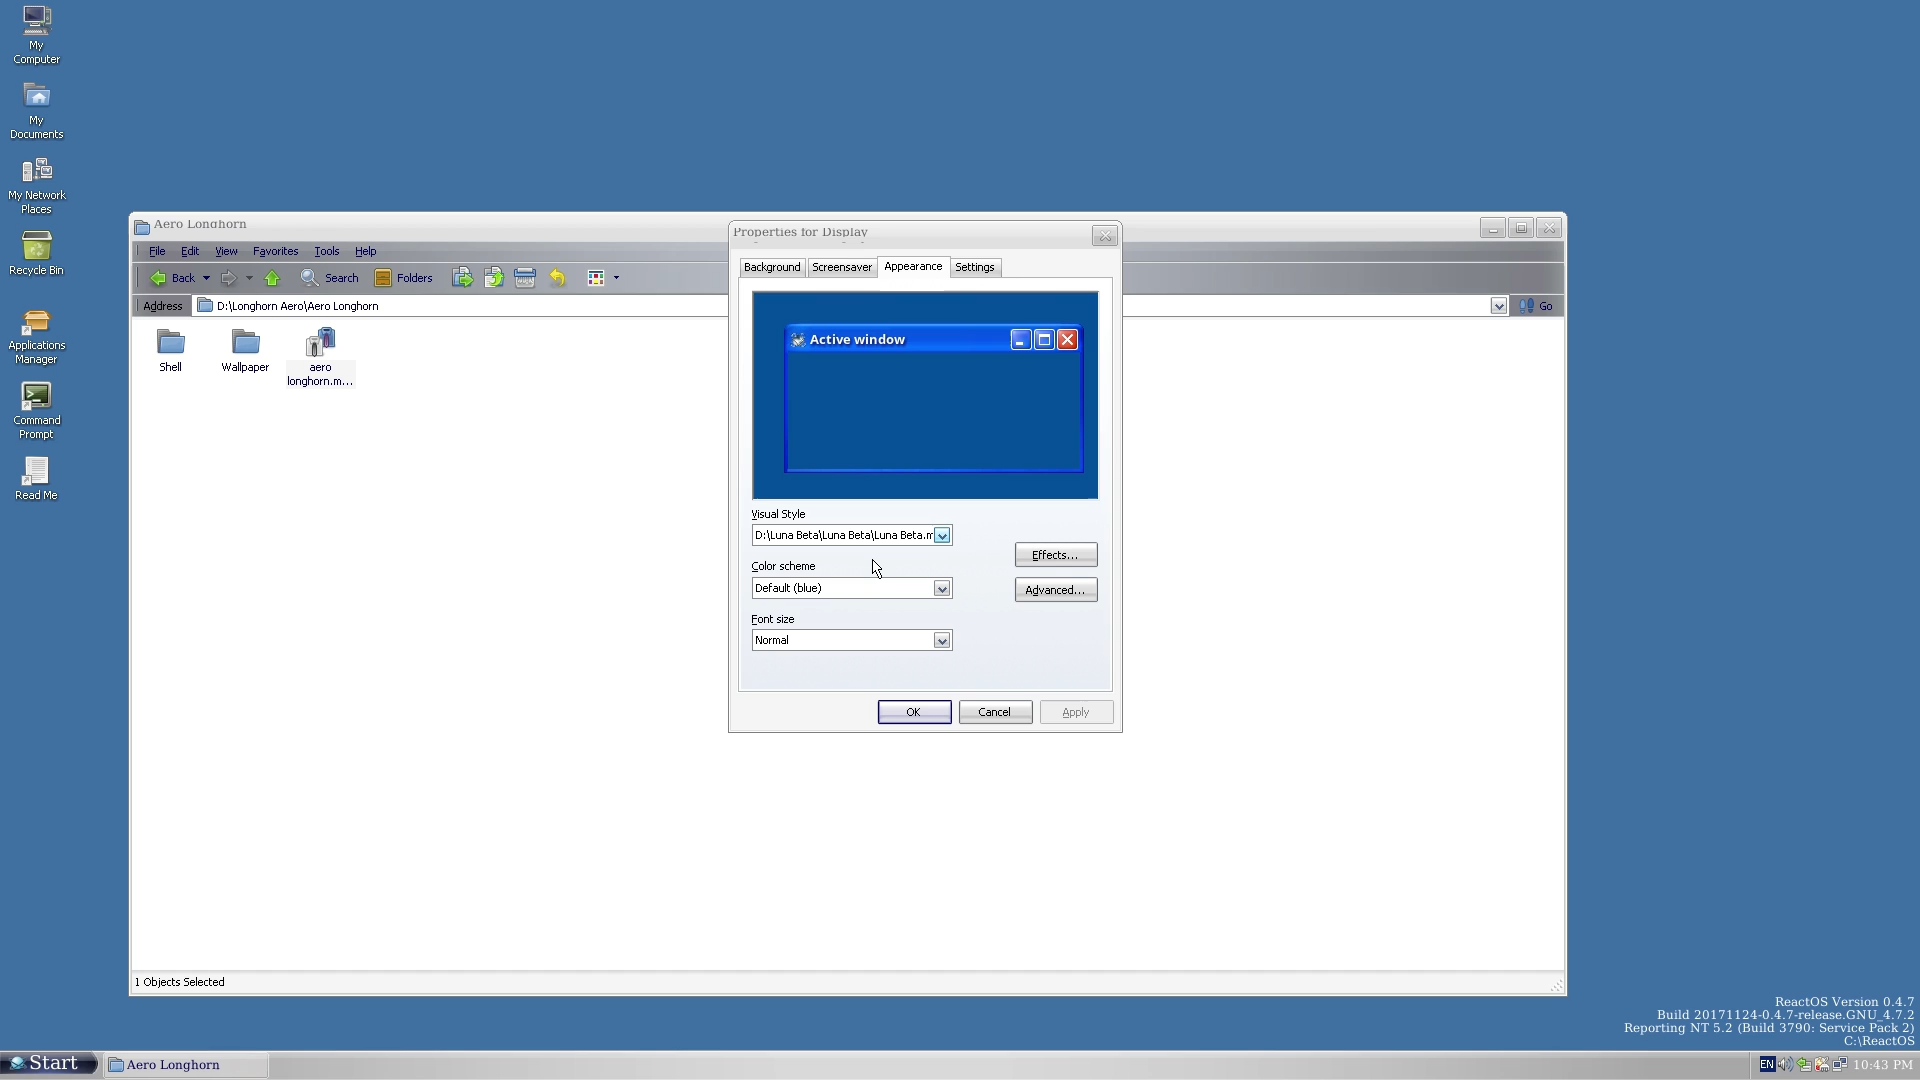 My
Computer
My
Documents
My Network
Places
Recycle Bin
Applications
Manager
Command
Prompt
Read Me
Aero Longhorn
File Edit View Favorites Tools Help
Back Search Folders
Address D:\Longhorn Aero\Aero Longhorn Go
Shell Wallpaper aero
longhorn.m...
1 Objects Selected
Properties for Display
Background Screensaver Appearance Settings
Active window
Visual Style
D:\Luna Beta\Luna Beta\Luna Beta.m
Effects...
Color scheme
Default (blue)
Advanced...
Font size
Normal
OK Cancel Apply
ReactOS Version 0.4.7
Build 20171124-0.4.7-release.GNU_4.7.2
Reporting NT 5.2 (Build 3790: Service Pack 2)
C:\ReactOS
Start Aero Longhorn EN 10:43 PM